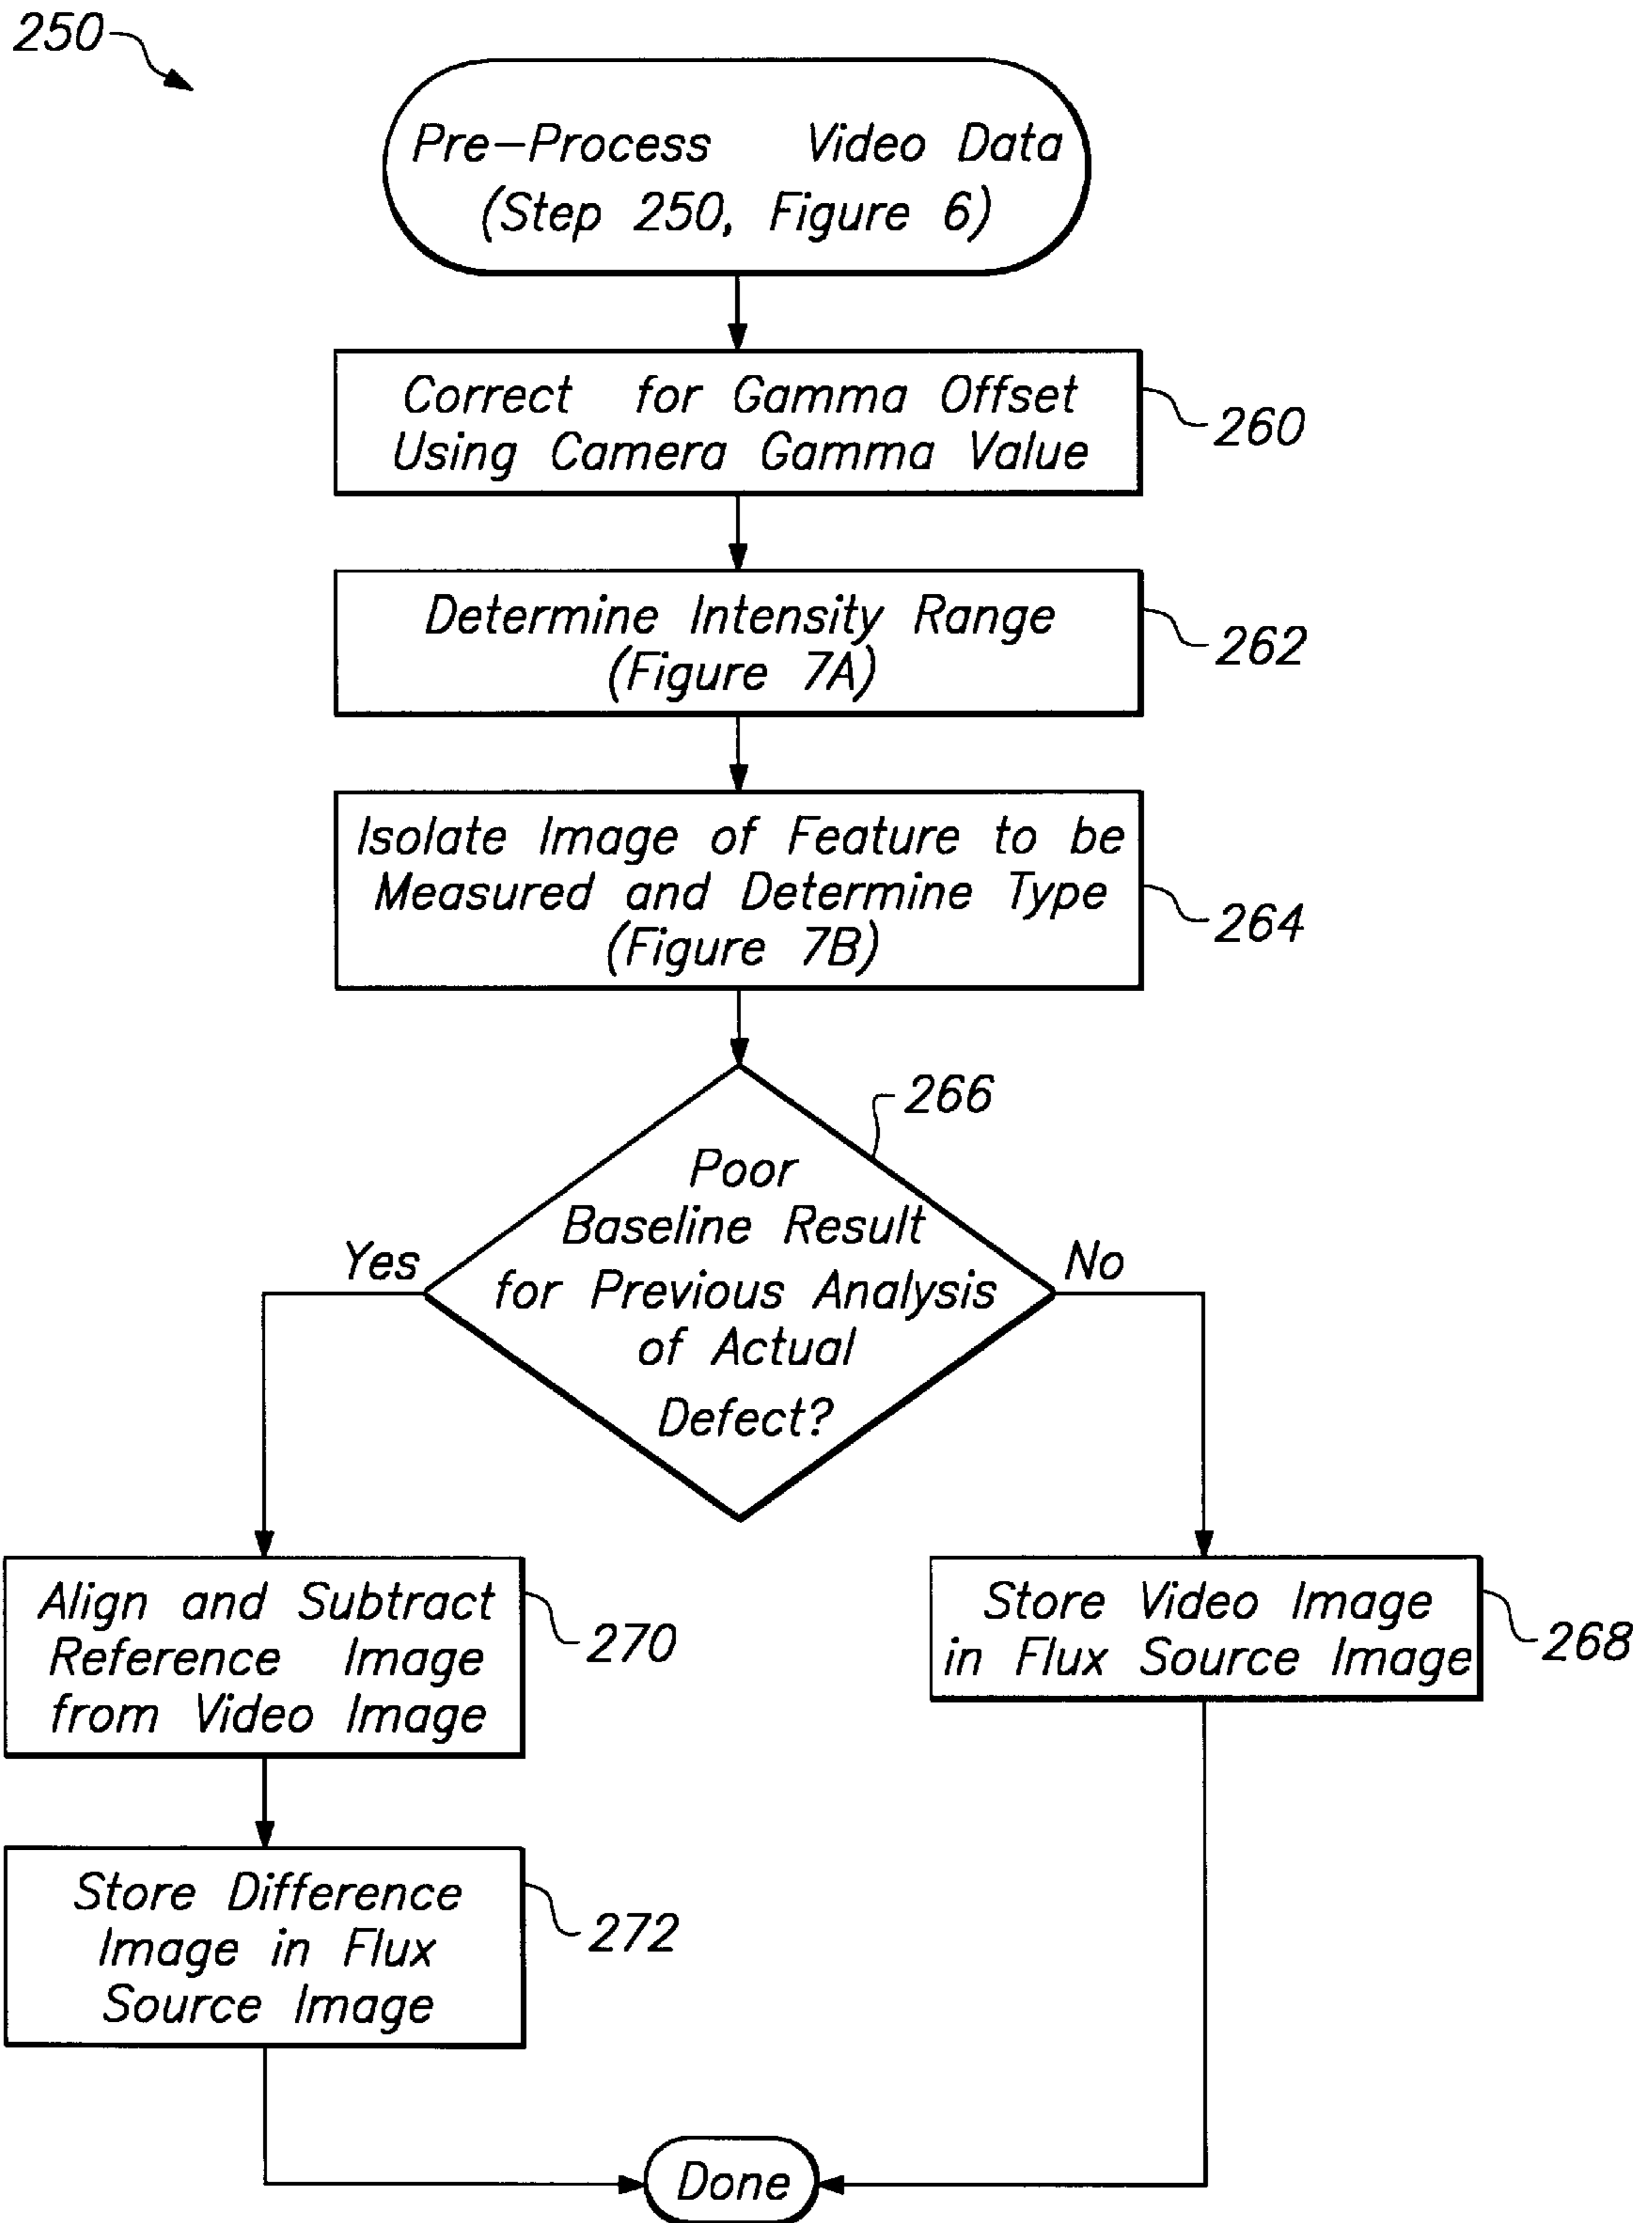 250
Pre-Process Video Data
(Step 250, Figure 6)
Correct for Gamma Offset
Using Camera Gamma Value
260
Determine Intensity Range
(Figure 7A)
262
Isolate Image of Feature to be
Measured and Determine Type
(Figure 7B)
264
266
Poor
Baseline Result
for Previous Analysis
of Actual
Defect?
Yes
No
Align and Subtract
Reference Image
from Video Image
270
Store Video Image
in Flux Source Image
268
Store Difference
Image in Flux
Source Image
272
Done